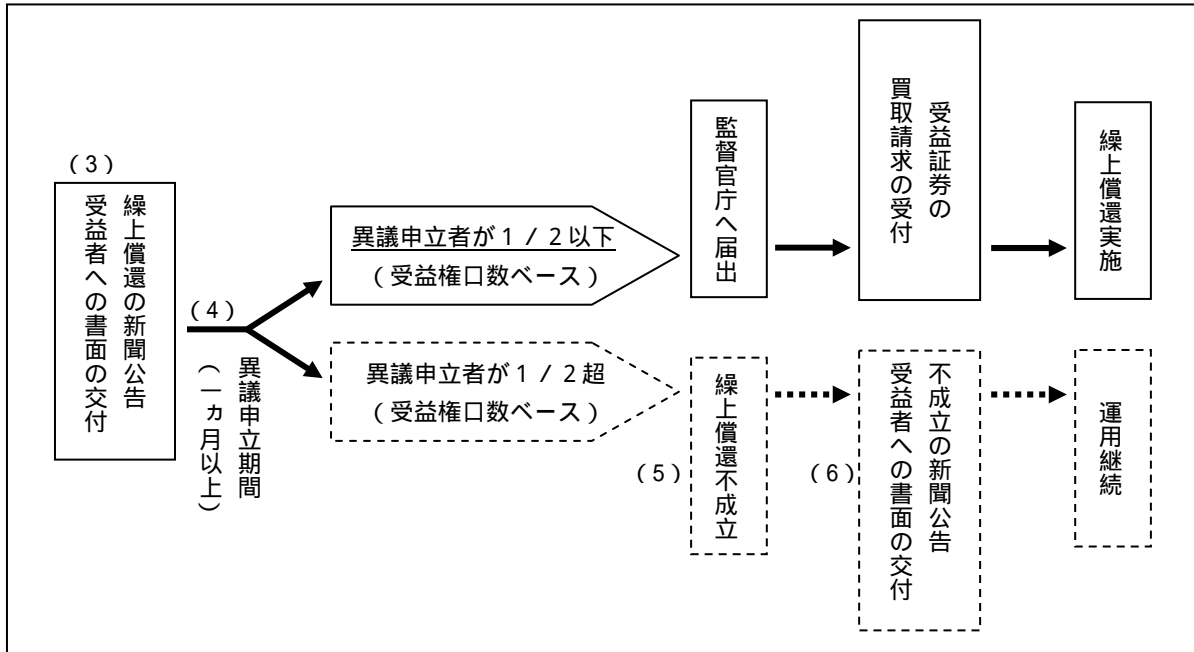 (3)
繰上償還の新聞公告
受益者への書面の交付
(4)
異議申立期間
(一ヵ月以上)
異議申立者が1/2以下
(受益権口数ベース)
監督官庁へ届出
受益証券の
買取請求の受付
繰上償還実施
異議申立者が1/2超
(受益権口数ベース)
(5)
繰上償還不成立
(6)
不成立の新聞公告
受益者への書面の交付
運用継続